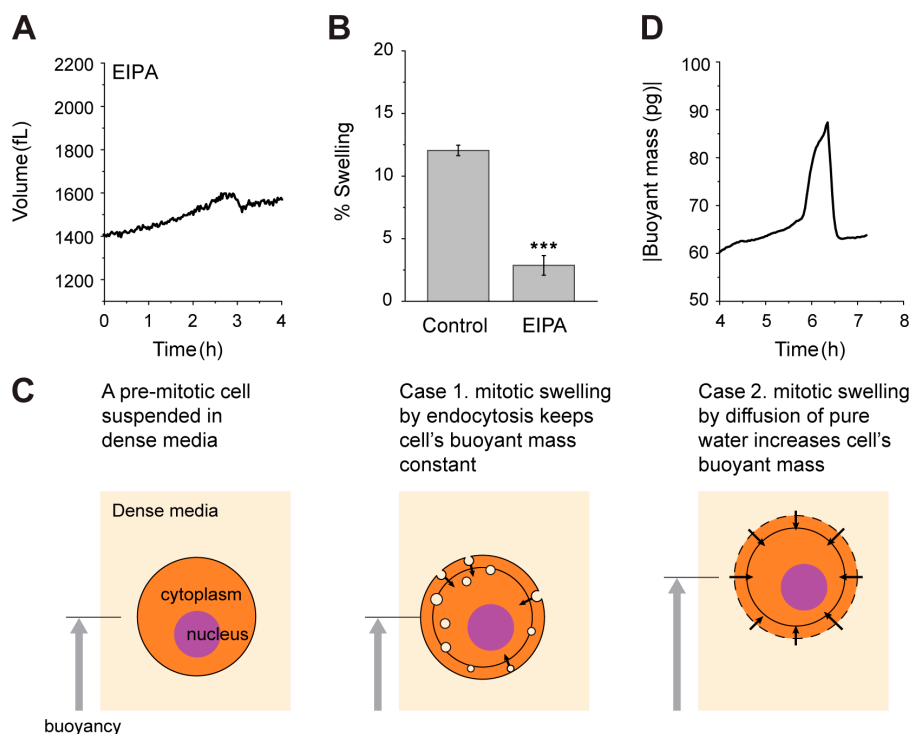 A
EIPA
Volume (fL)
2200
2000
1800
1600
1400
1200
1100
0 1 2 3 4
Time (h)
B
% Swelling
20
15
10
5
0
***
Control EIPA
D
|Buoyant mass (pg)|
100
90
80
70
60
50
4 5 6 7 8
Time (h)
C
A pre-mitotic cell
suspended in
dense media
Dense media
cytoplasm
nucleus
buoyancy
Case 1. mitotic swelling
by endocytosis keeps
cell's buoyant mass
constant
Case 2. mitotic swelling
by diffusion of pure
water increases cell's
buoyant mass